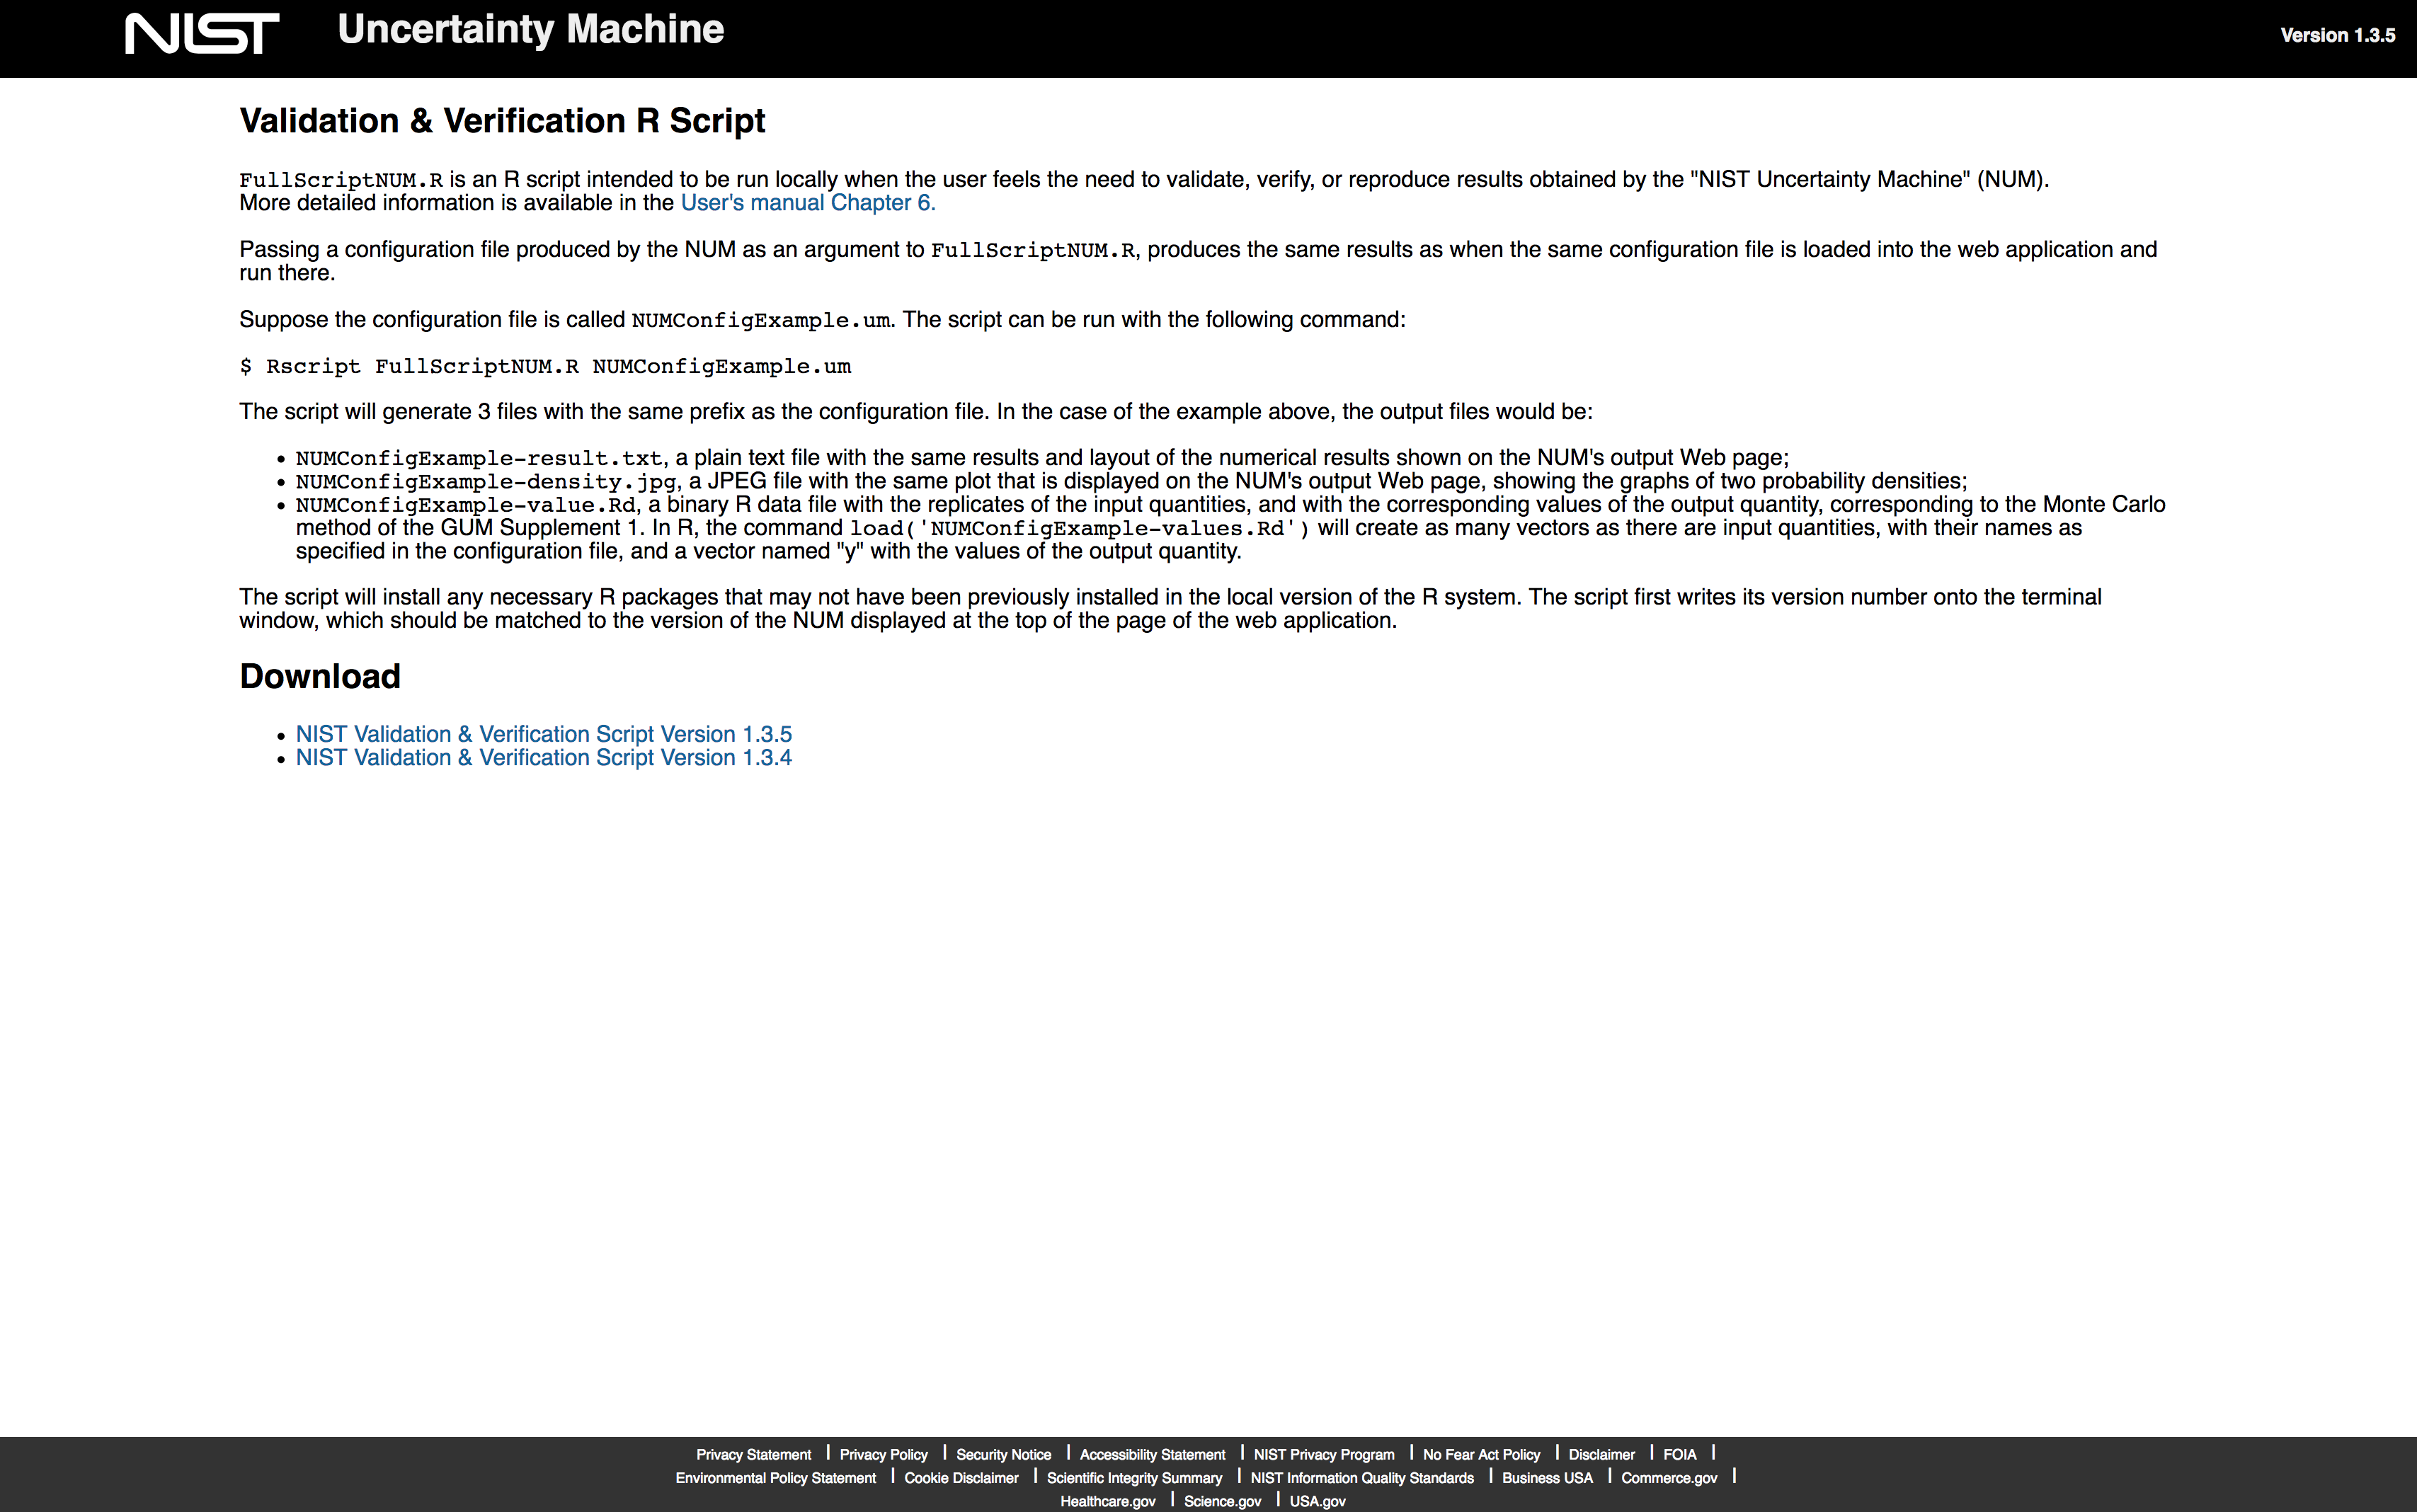 NIST Uncertainty Machine Version 1.3.5
Validation & Verification R Script
FullScriptNUM.R is an R script intended to be run locally when the user feels the need to validate, verify, or reproduce results obtained by the "NIST Uncertainty Machine" (NUM).
More detailed information is available in the User's manual Chapter 6.
Passing a configuration file produced by the NUM as an argument to FullScriptNUM.R, produces the same results as when the same configuration file is loaded into the web application and
run there.
Suppose the configuration file is called NUMConfigExample.um. The script can be run with the following command:
$ Rscript FullScriptNUM.R NUMConfigExample.um
The script will generate 3 files with the same prefix as the configuration file. In the case of the example above, the output files would be:
• NUMConfigExample-result.txt, a plain text file with the same results and layout of the numerical results shown on the NUM's output Web page;
• NUMConfigExample-density.jpg, a JPEG file with the same plot that is displayed on the NUM's output Web page, showing the graphs of two probability densities;
• NUMConfigExample-value.Rd, a binary R data file with the replicates of the input quantities, and with the corresponding values of the output quantity, corresponding to the Monte Carlo
method of the GUM Supplement 1. In R, the command load('NUMConfigExample-values.Rd') will create as many vectors as there are input quantities, with their names as
specified in the configuration file, and a vector named "y" with the values of the output quantity.
The script will install any necessary R packages that may not have been previously installed in the local version of the R system. The script first writes its version number onto the terminal
window, which should be matched to the version of the NUM displayed at the top of the page of the web application.
Download
• NIST Validation & Verification Script Version 1.3.5
• NIST Validation & Verification Script Version 1.3.4
Privacy Statement | Privacy Policy | Security Notice | Accessibility Statement | NIST Privacy Program | No Fear Act Policy | Disclaimer | FOIA |
Environmental Policy Statement | Cookie Disclaimer | Scientific Integrity Summary | NIST Information Quality Standards | Business USA | Commerce.gov |
Healthcare.gov | Science.gov | USA.gov